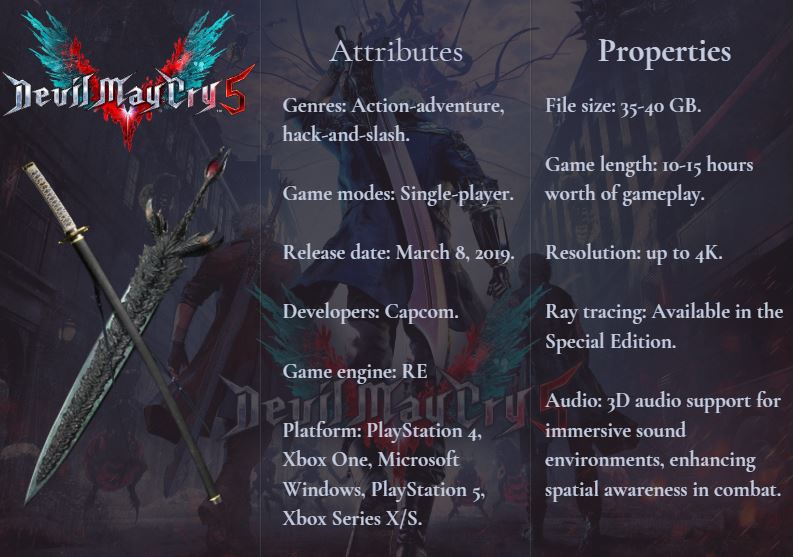 Devil May Cry 5
Attributes
Genres: Action-adventure,
hack-and-slash.
Game modes: Single-player.
Release date: March 8, 2019.
Developers: Capcom.
Game engine: RE
Platform: PlayStation 4,
Xbox One, Microsoft
Windows, PlayStation 5,
Xbox Series X/S.
Properties
File size: 35-40 GB.
Game length: 10-15 hours
worth of gameplay.
Resolution: up to 4K.
Ray tracing: Available in the
Special Edition.
Audio: 3D audio support for
immersive sound
environments, enhancing
spatial awareness in combat.
Devil May Cry 5